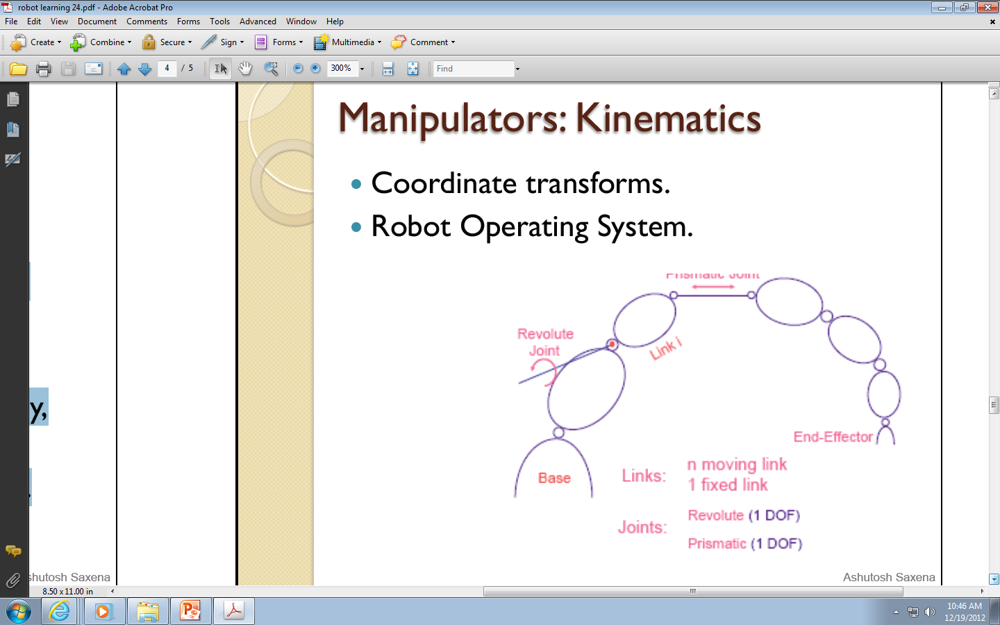 robot learning 24.pdf - Adobe Acrobat Pro
File Edit View Document Comments Forms Tools Advanced Window Help
Create Combine Secure Sign Forms Multimedia Comment
4 / 5 300% Find
Manipulators: Kinematics
Coordinate transforms.
Robot Operating System.
Prismatic Joint
Revolute
Joint
Link i
End-Effector
Base
Links:
n moving link
1 fixed link
Joints:
Revolute (1 DOF)
Prismatic (1 DOF)
y,
shutosh Saxena
Ashutosh Saxena
8.50 x 11.00 in
10:46 AM
12/19/2012